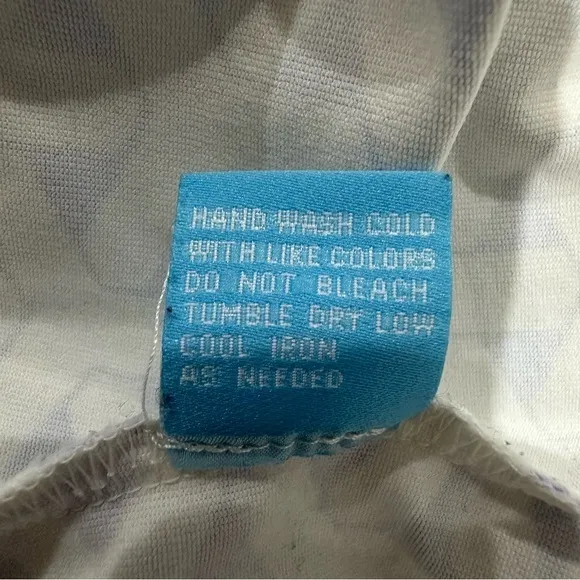 HAND WASH COLD
WITH LIKE COLORS
DO NOT BLEACH
TUMBLE DRY LOW
COOL IRON
AS NEEDED